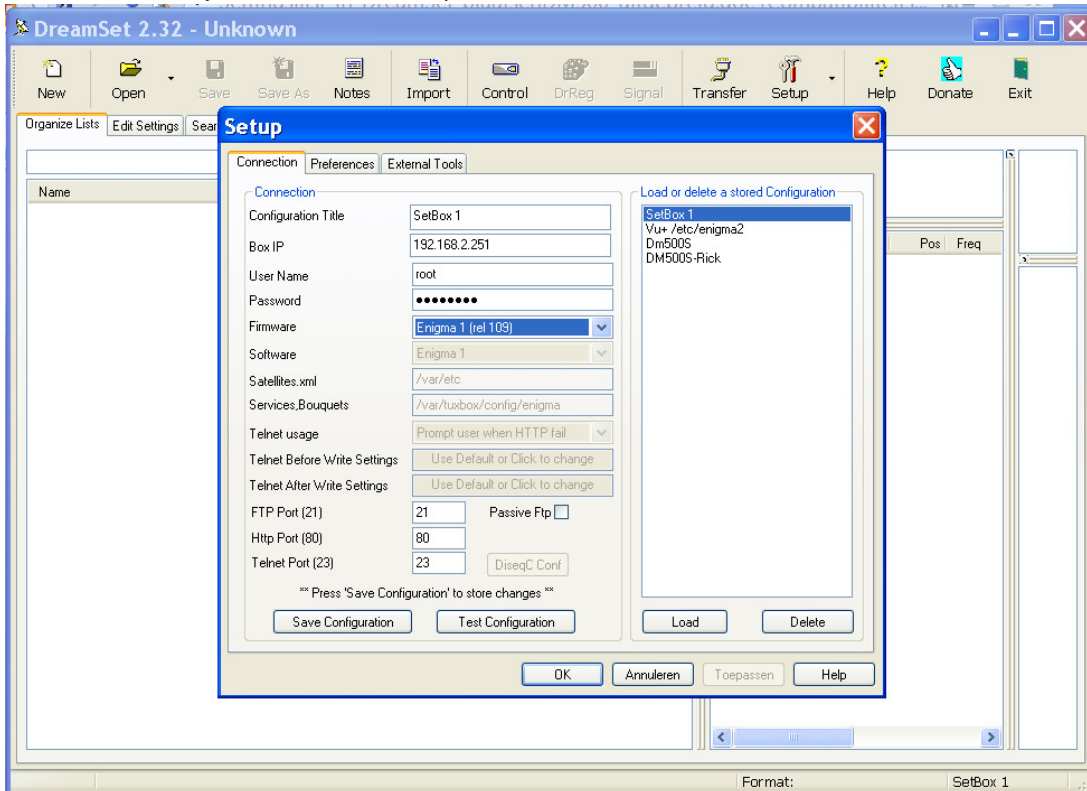 DreamSet 2.32 - Unknown
New Open Save Save As Notes Import Control DrReg Signal Transfer Setup Help Donate Exit
Organize Lists Edit Settings Sear
Setup
Connection Preferences External Tools
Name
Pos Freq
Connection
Configuration Title SetBox 1
Box IP 192.168.2.251
User Name root
Password ●●●●●●●●
Firmware Enigma 1 (rel 109)
Software Enigma 1
Satellites.xml /var/etc
Services,Bouquets /var/tuxbox/config/enigma
Telnet usage Prompt user when HTTP fail
Telnet Before Write Settings Use Default or Click to change
Telnet After Write Settings Use Default or Click to change
FTP Port (21) 21 Passive Ftp
Http Port (80) 80
Telnet Port (23) 23 DiseqC Conf
** Press 'Save Configuration' to store changes **
Save Configuration Test Configuration
Load or delete a stored Configuration
SetBox 1
Vu+ /etc/enigma2
Dm500S
DM500S-Rick
Load Delete
OK Annuleren Toepassen Help
Format: SetBox 1